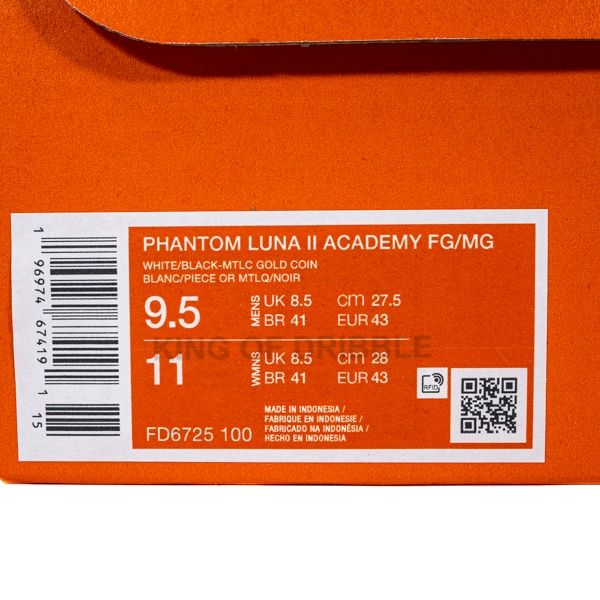 PHANTOM LUNA II ACADEMY FG/MG
WHITE/BLACK-MTLC GOLD COIN
BLANC/PIECE OR MTLQ/NOIR
9.5 MENS UK 8.5 cm 27.5
BR 41 EUR 43
KING OF DRIBBLE
11 WMNS UK 8.5 cm 28
BR 41 EUR 43
RFID
FD6725 100
MADE IN INDONESIA /
FABRIQUE EN INDONESIE /
FABRICADO NA INDONÉSIA /
HECHO EN INDONESIA
1 96974 67419 1 15